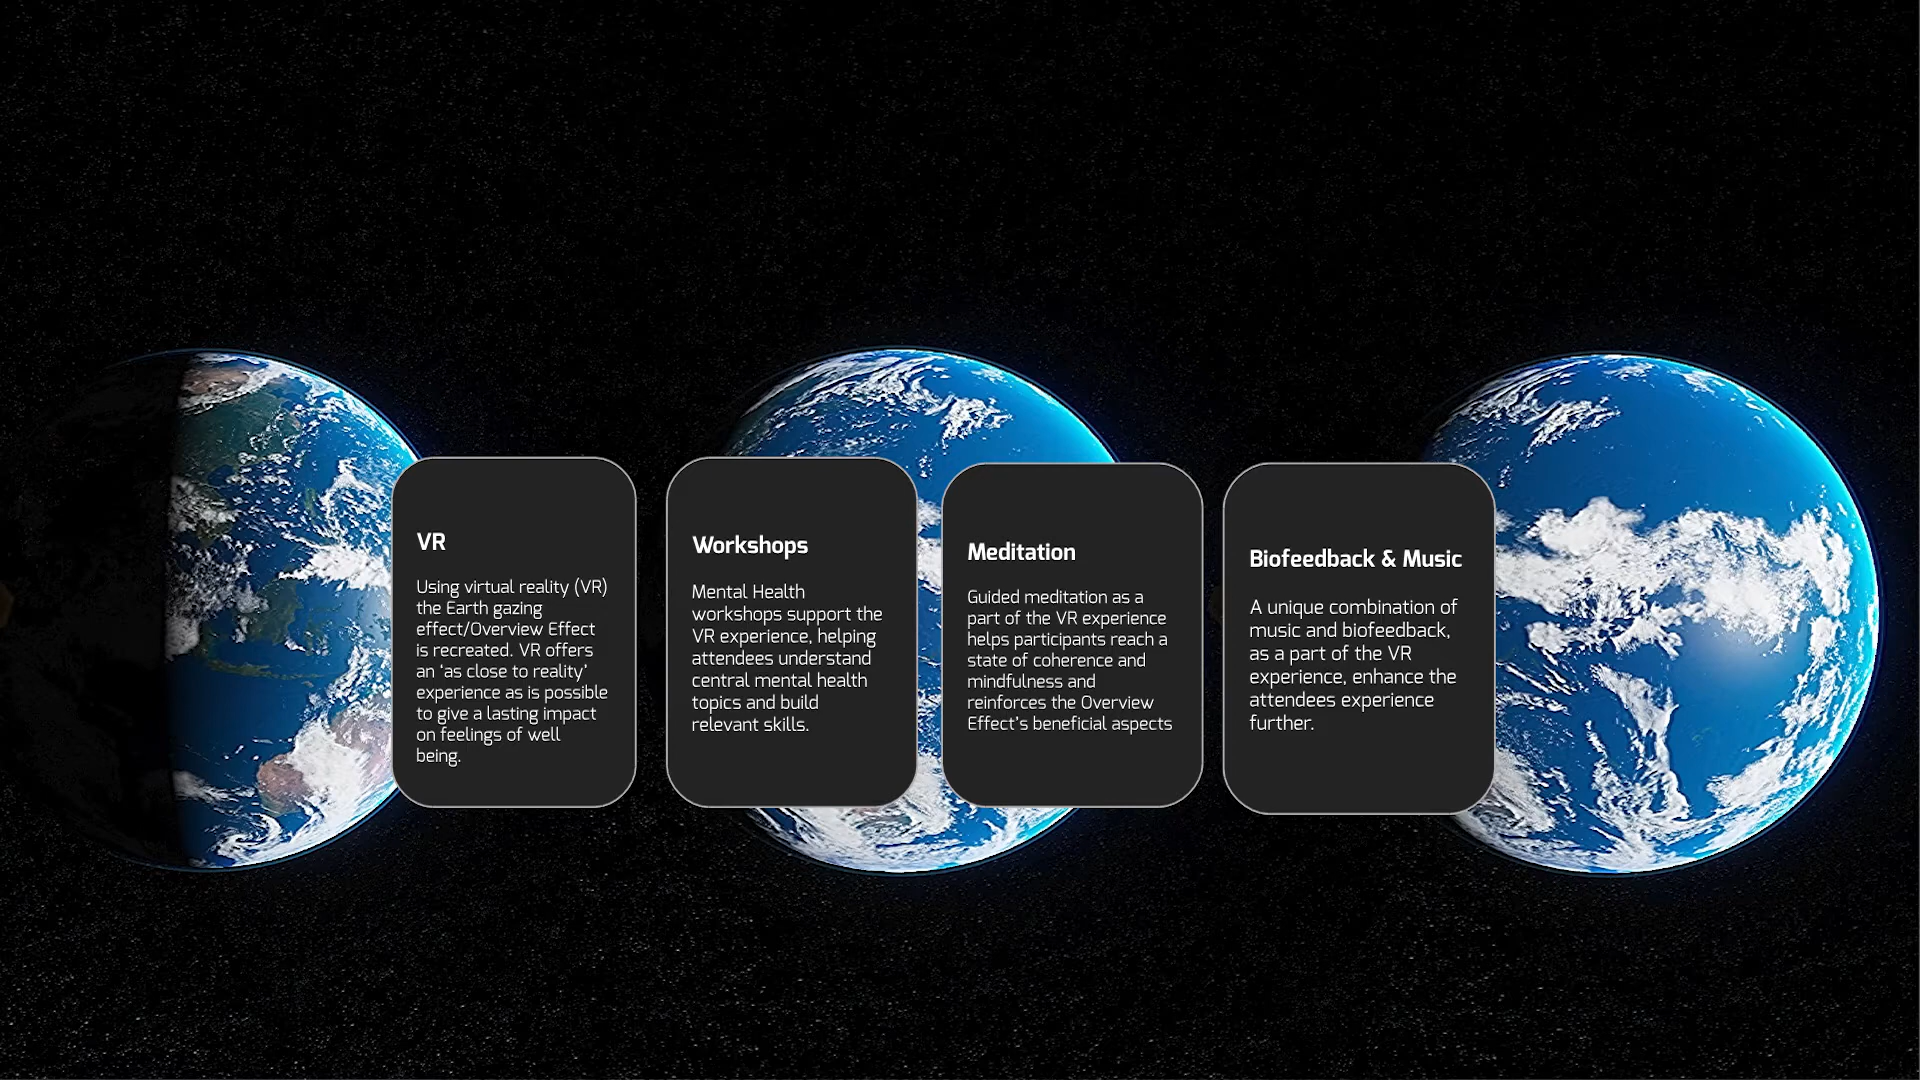 VR
Using virtual reality (VR)
the Earth gazing
effect/Overview Effect
is recreated. VR offers
an ‘as close to reality’
experience as is possible
to give a lasting impact
on feelings of well
being.
Workshops
Mental Health
workshops support the
VR experience, helping
attendees understand
central mental health
topics and build
relevant skills.
Meditation
Guided meditation as a
part of the VR experience
helps participants reach a
state of coherence and
mindfulness and
reinforces the Overview
Effect’s beneficial aspects
Biofeedback & Music
A unique combination of
music and biofeedback,
as a part of the VR
experience, enhance the
attendees experience
further.